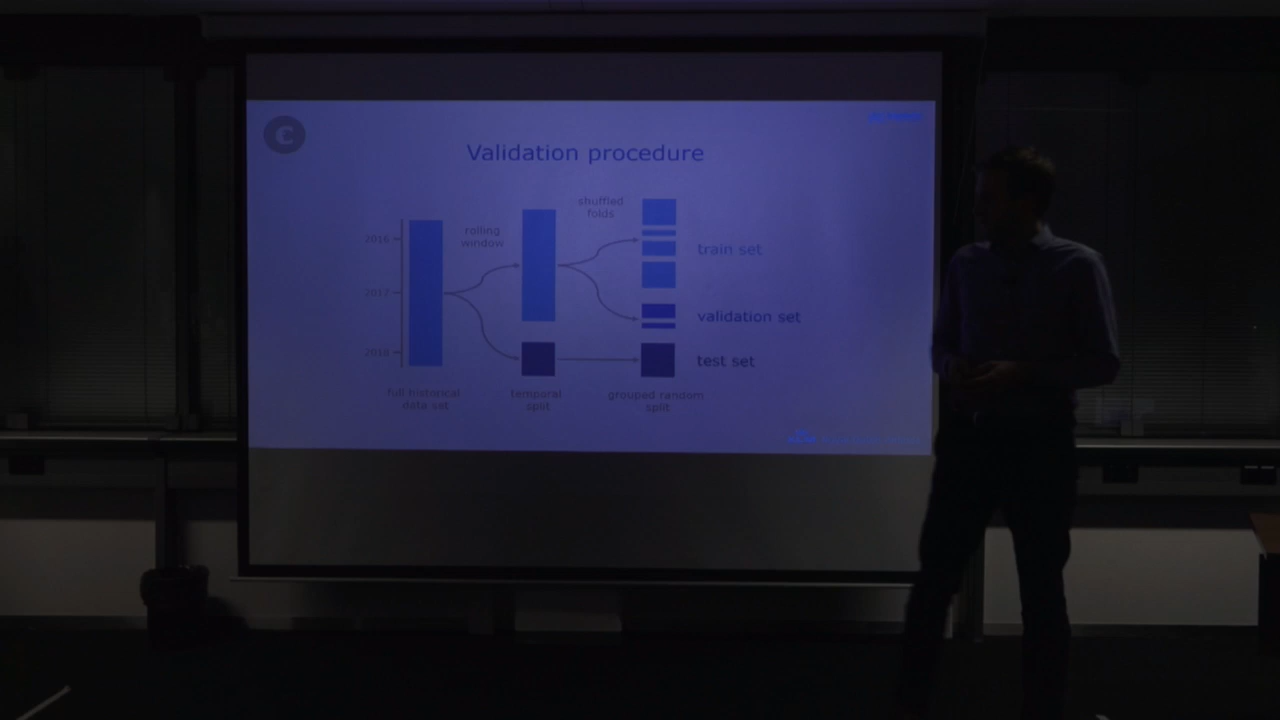 C
Validation procedure
shuffled
folds
rolling
window
2016
2017
2018
train set
validation set
test set
full historical
data set
temporal
split
grouped random
split